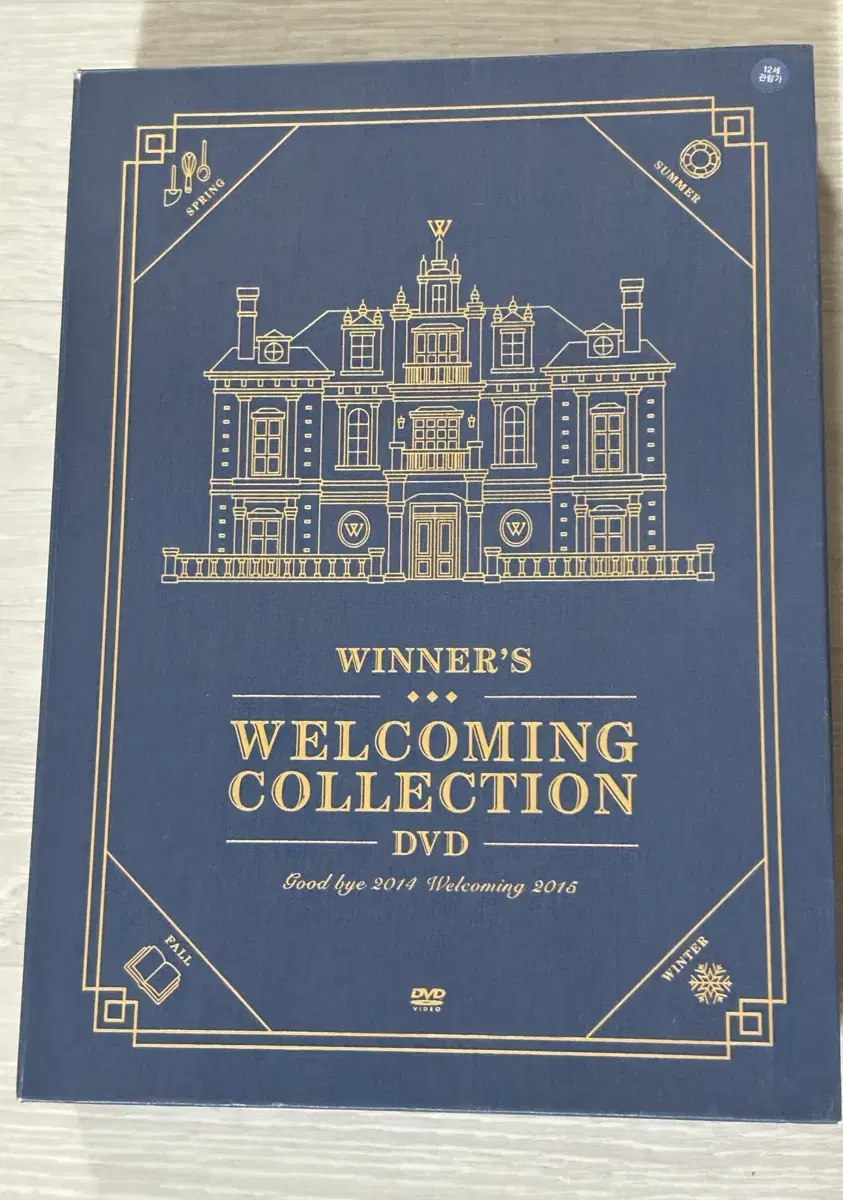 12세
관람가
SPRING
SUMMER
W
W
W
WINNER'S
WELCOMING
COLLECTION
DVD
Good bye 2014 Welcoming 2015
FALL
WINTER
DVD
VIDEO